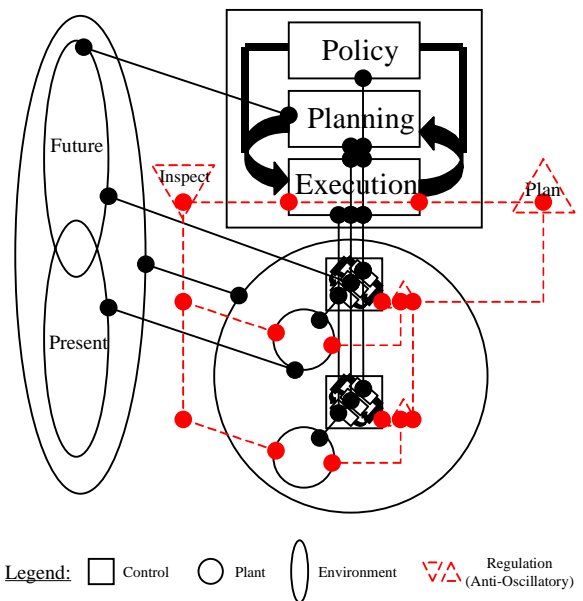 Policy
Planning
Execution
Future
Inspect
Plan
Present
Legend: Control Plant Environment Regulation
(Anti-Oscillatory)